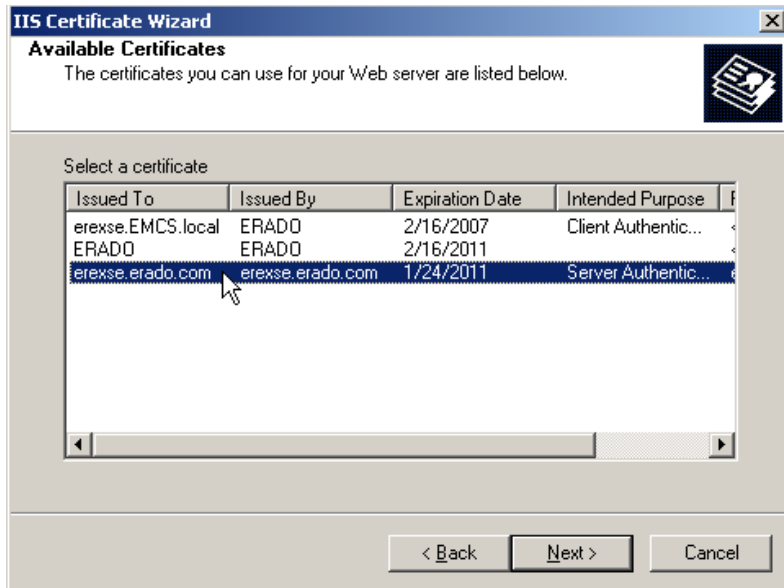 IIS Certificate Wizard
Available Certificates
The certificates you can use for your Web server are listed below.
Select a certificate
Issued To Issued By Expiration Date Intended Purpose
erexse.EMCS.local ERADO 2/16/2007 Client Authentic...
ERADO ERADO 2/16/2011
erexse.erado.com erexse.erado.com 1/24/2011 Server Authentic...
< Back Next > Cancel